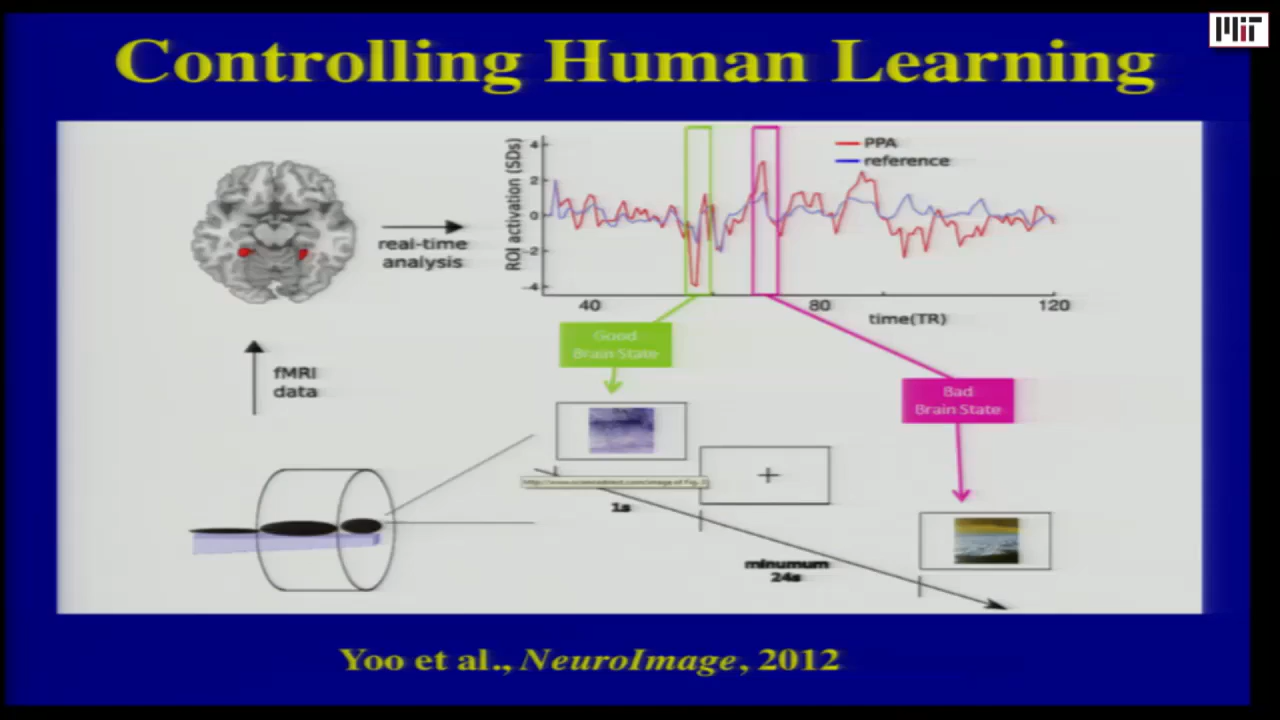 MIT
Controlling Human Learning
PPA
reference
ROI activation (SDs)
4
2
0
-2
-4
40
80
120
time(TR)
real-time
analysis
fMRI
data
Good
Brain State
Bad
Brain State
1s
minumum
24s
Yoo et al., NeuroImage, 2012